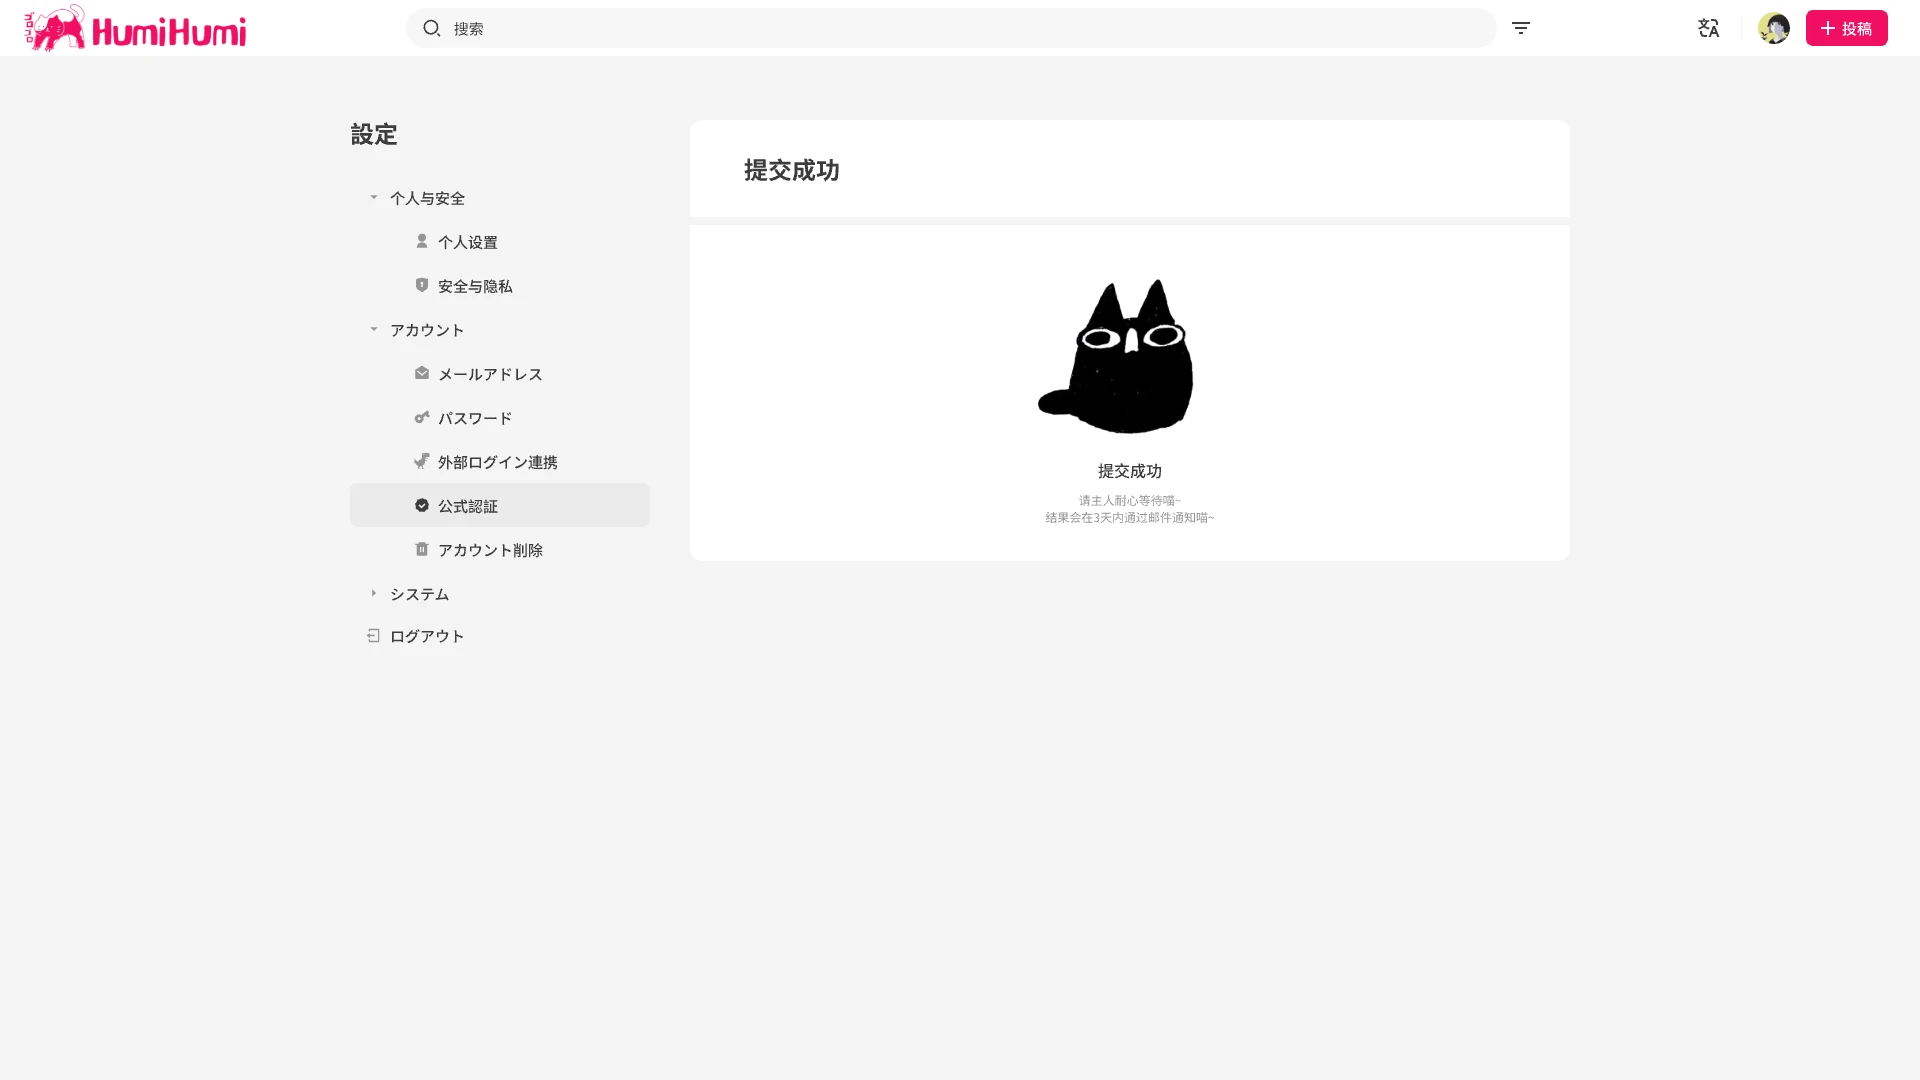 ゴロゴロ
HumiHumi
搜索
投稿
設定
个人与安全
个人设置
安全与隐私
アカウント
メールアドレス
パスワード
外部ログイン連携
公式認証
アカウント削除
システム
ログアウト
提交成功
提交成功
请主人耐心等待喵~
结果会在3天内通过邮件通知喵~